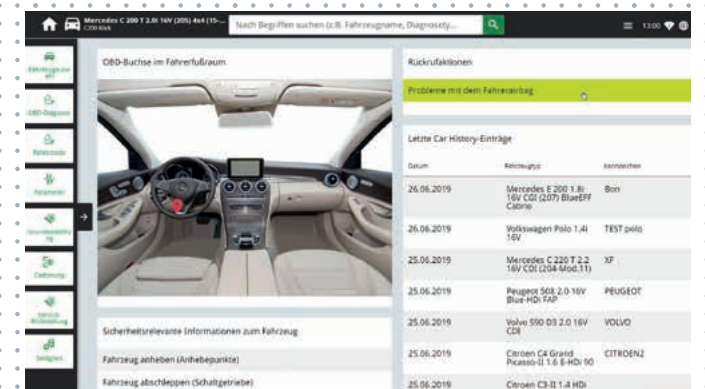 Mercedes C 200 T 2.0i 16V (205) 4x4 (15-...
Nach Begriffen suchen (z.B. Fahrzeugname, Diagnosety...
13:00
OBD-Buchse im Fahrerfußraum
Rückrufaktionen
Probleme mit dem Fahrerairbag
OBD-Diagnose
Parameter
Codierung
Letzte Car History-Einträge
Datum Fahrzeugtyp Kennzeichen
26.06.2019 Mercedes E 200 1.8i Bon
16V CGI (207) BlueEFF
Cabrio
26.06.2019 Volkswagen Polo 1.4i TEST polo
16V
25.06.2019 Mercedes C 220 T 2.2 XF
16V CDI (204-Mod.11)
25.06.2019 Peugeot 508 2.0 16V PEUGEOT
Blue-HDi FAP
25.06.2019 Volvo S90 D3 2.0 16V VOLVO
CDI
25.06.2019 Citroen C4 Grand CITROEN2
Picasso-II 1.6 E-HDi 90
25.06.2019 Citroen C3-II 1.4 HDi
Sicherheitsrelevante Informationen zum Fahrzeug
Fahrzeug anheben (Anhebepunkte)
Fahrzeug abschleppen (Schaltgetriebe)